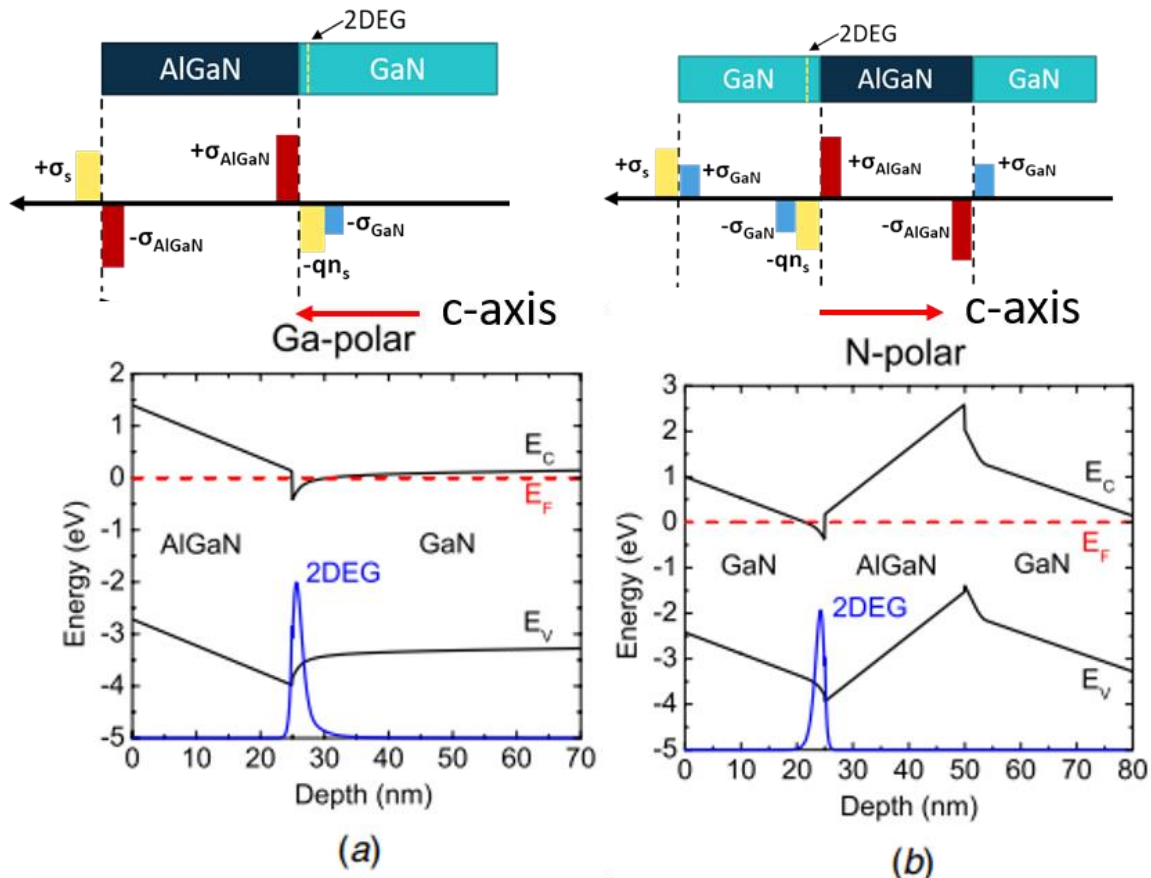 2DEG
AlGaN GaN
+σs
+σAlGaN
-σAlGaN
-σGaN
-qns
c-axis
Ga-polar
2
1
0
-1
-2
-3
-4
-5
Energy (eV)
EC
EF
AlGaN
GaN
2DEG
EV
0 10 20 30 40 50 60 70
Depth (nm)
(a)
2DEG
GaN AlGaN GaN
+σs
+σGaN
+σAlGaN
+σGaN
-σGaN
-σAlGaN
-qns
c-axis
N-polar
3
2
1
0
-1
-2
-3
-4
-5
Energy (eV)
EC
EF
GaN
AlGaN
GaN
2DEG
EV
0 10 20 30 40 50 60 70 80
Depth (nm)
(b)